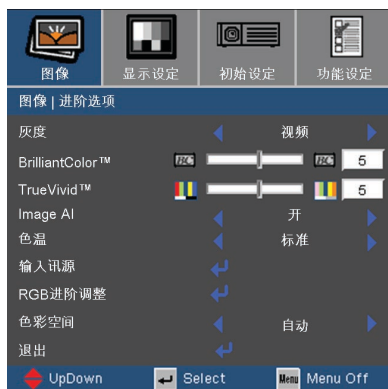 图像 显示设定 初始设定 功能设定
图像 | 进阶选项
灰度 视频
BrilliantColor™ BC BC 5
TrueVivid™ 5
Image AI 开
色温 标准
输入讯源
RGB进阶调整
色彩空间 自动
退出
UpDown Select Menu Menu Off